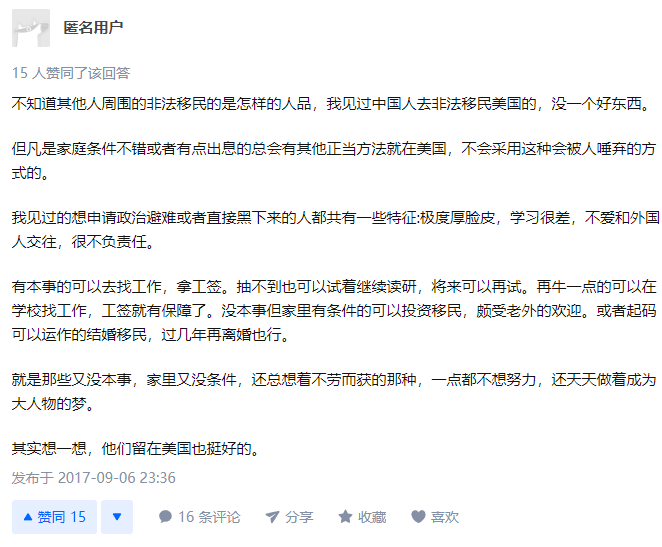 匿名用户
15 人赞同了该回答
不知道其他人周围的非法移民的是怎样的人品，我见过中国人去非法移民美国的，没一个好东西。
但凡是家庭条件不错或者有点出息的总会有其他正当方法就在美国，不会采用这种会被人唾弃的方
式的。
我见过的想申请政治避难或者直接黑下来的人都共有一些特征:极度厚脸皮，学习很差，不爱和外国
人交往，很不负责任。
有本事的可以去找工作，拿工签。抽不到也可以试着继续读研，将来可以再试。再牛一点的可以在
学校找工作，工签就有保障了。没本事但家里有条件的可以投资移民，颇受老外的欢迎。或者起码
可以运作的结婚移民，过几年再离婚也行。
就是那些又没本事，家里又没条件，还总想着不劳而获的那种，一点都不想努力，还天天做着成为
大人物的梦。
其实想一想，他们留在美国也挺好的。
发布于 2017-09-06 23:36
赞同 15 16 条评论 分享 收藏 喜欢